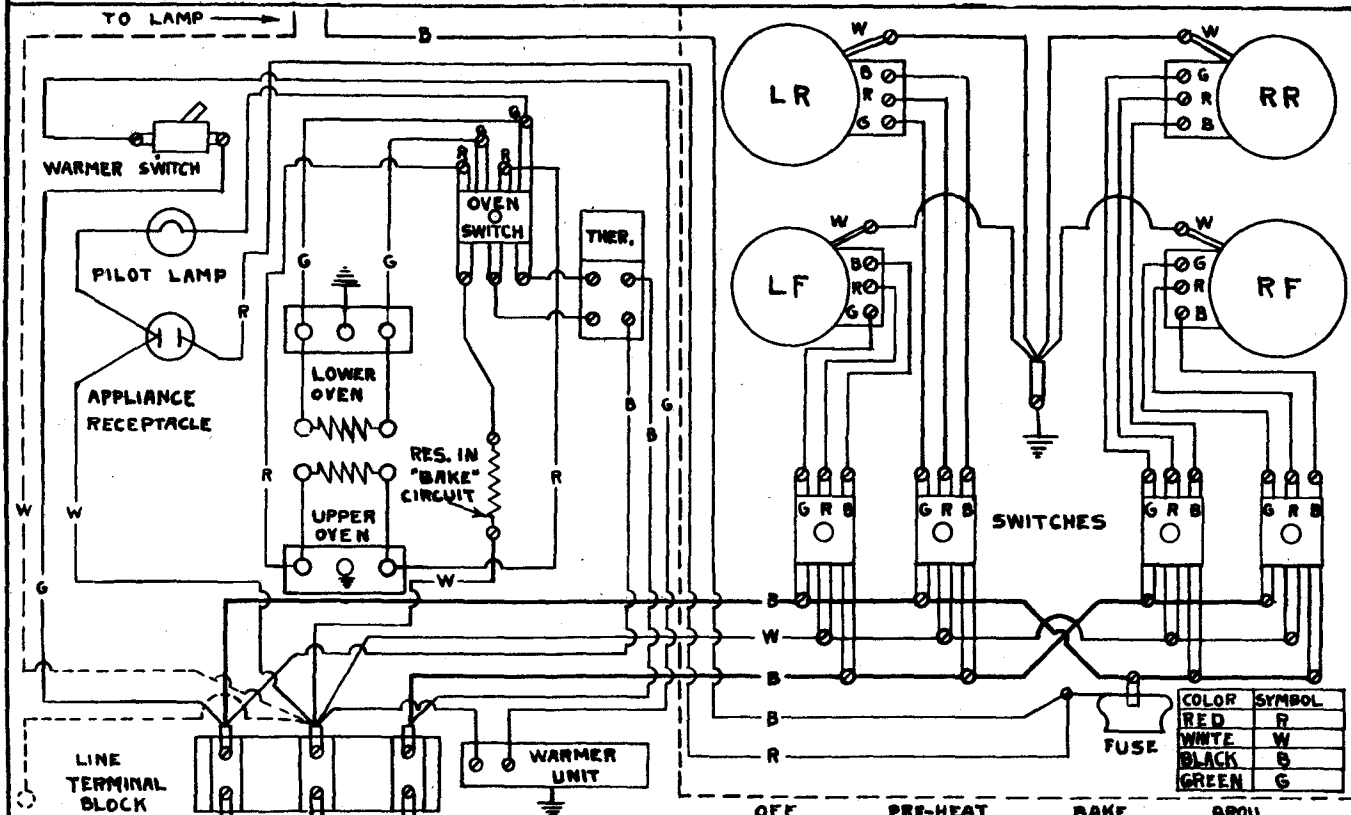 TO LAMP
B
W
W
LR
B
R
G
G
R
B
RR
WARMER SWITCH
G
G
R
R
OVEN
SWITCH
THER.
PILOT LAMP
G
G
R
W
W
LF
B
R
G
G
R
B
RF
APPLIANCE
RECEPTACLE
LOWER
OVEN
B
G
B
RES. IN
"BAKE"
CIRCUIT
R
R
W
W
UPPER
OVEN
G R B
G R B
SWITCHES
G R B
G R B
G
W
B
W
B
B
R
FUSE
COLOR SYMBOL
RED R
WHITE W
BLACK B
GREEN G
LINE
TERMINAL
BLOCK
WARMER
UNIT
OFF PRE-HEAT BAKE